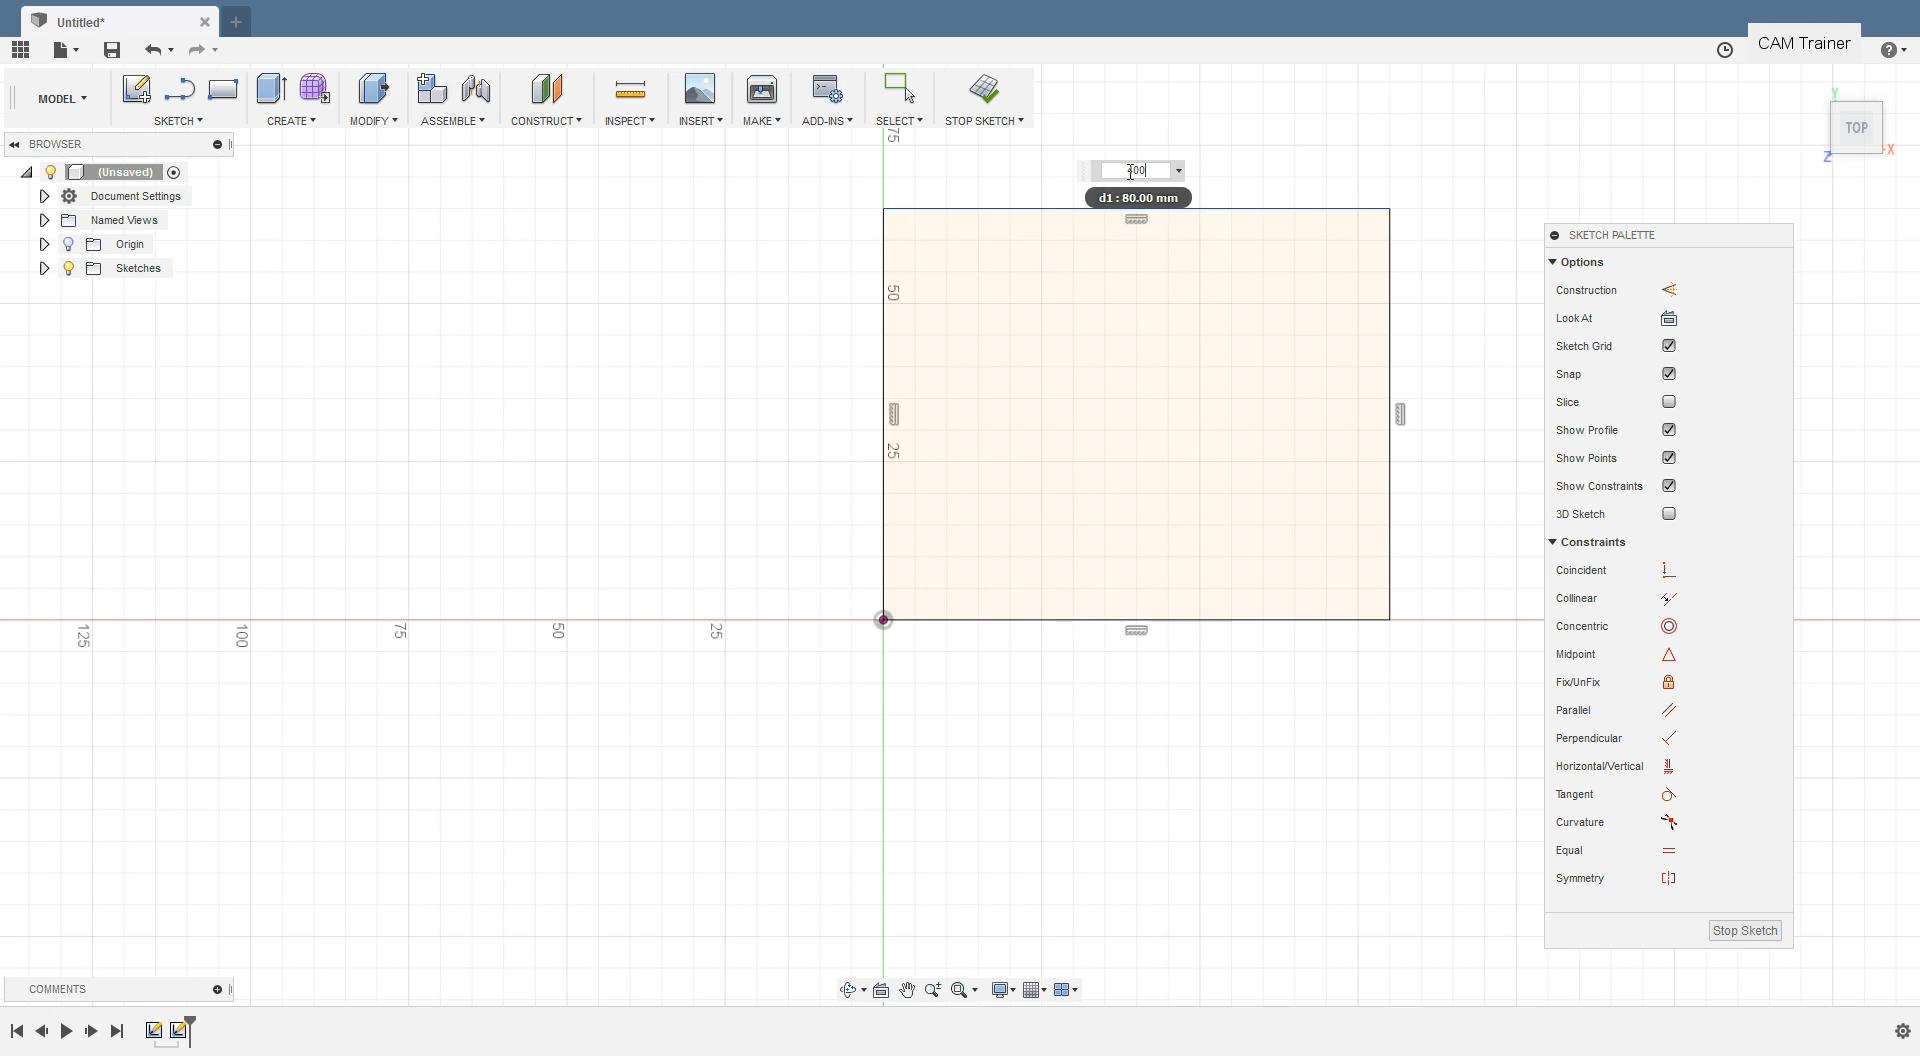 Untitled*
CAM Trainer
MODEL
SKETCH
CREATE
MODIFY
ASSEMBLE
CONSTRUCT
INSPECT
INSERT
MAKE
ADD-INS
SELECT
STOP SKETCH
BROWSER
(Unsaved)
Document Settings
Named Views
Origin
Sketches
75
50
25
d1 : 80.00 mm
125
100
75
50
25
Y
TOP
X
Z
SKETCH PALETTE
Options
Construction
Look At
Sketch Grid
Snap
Slice
Show Profile
Show Points
Show Constraints
3D Sketch
Constraints
Coincident
Collinear
Concentric
Midpoint
Fix/UnFix
Parallel
Perpendicular
Horizontal/Vertical
Tangent
Curvature
Equal
Symmetry
Stop Sketch
COMMENTS